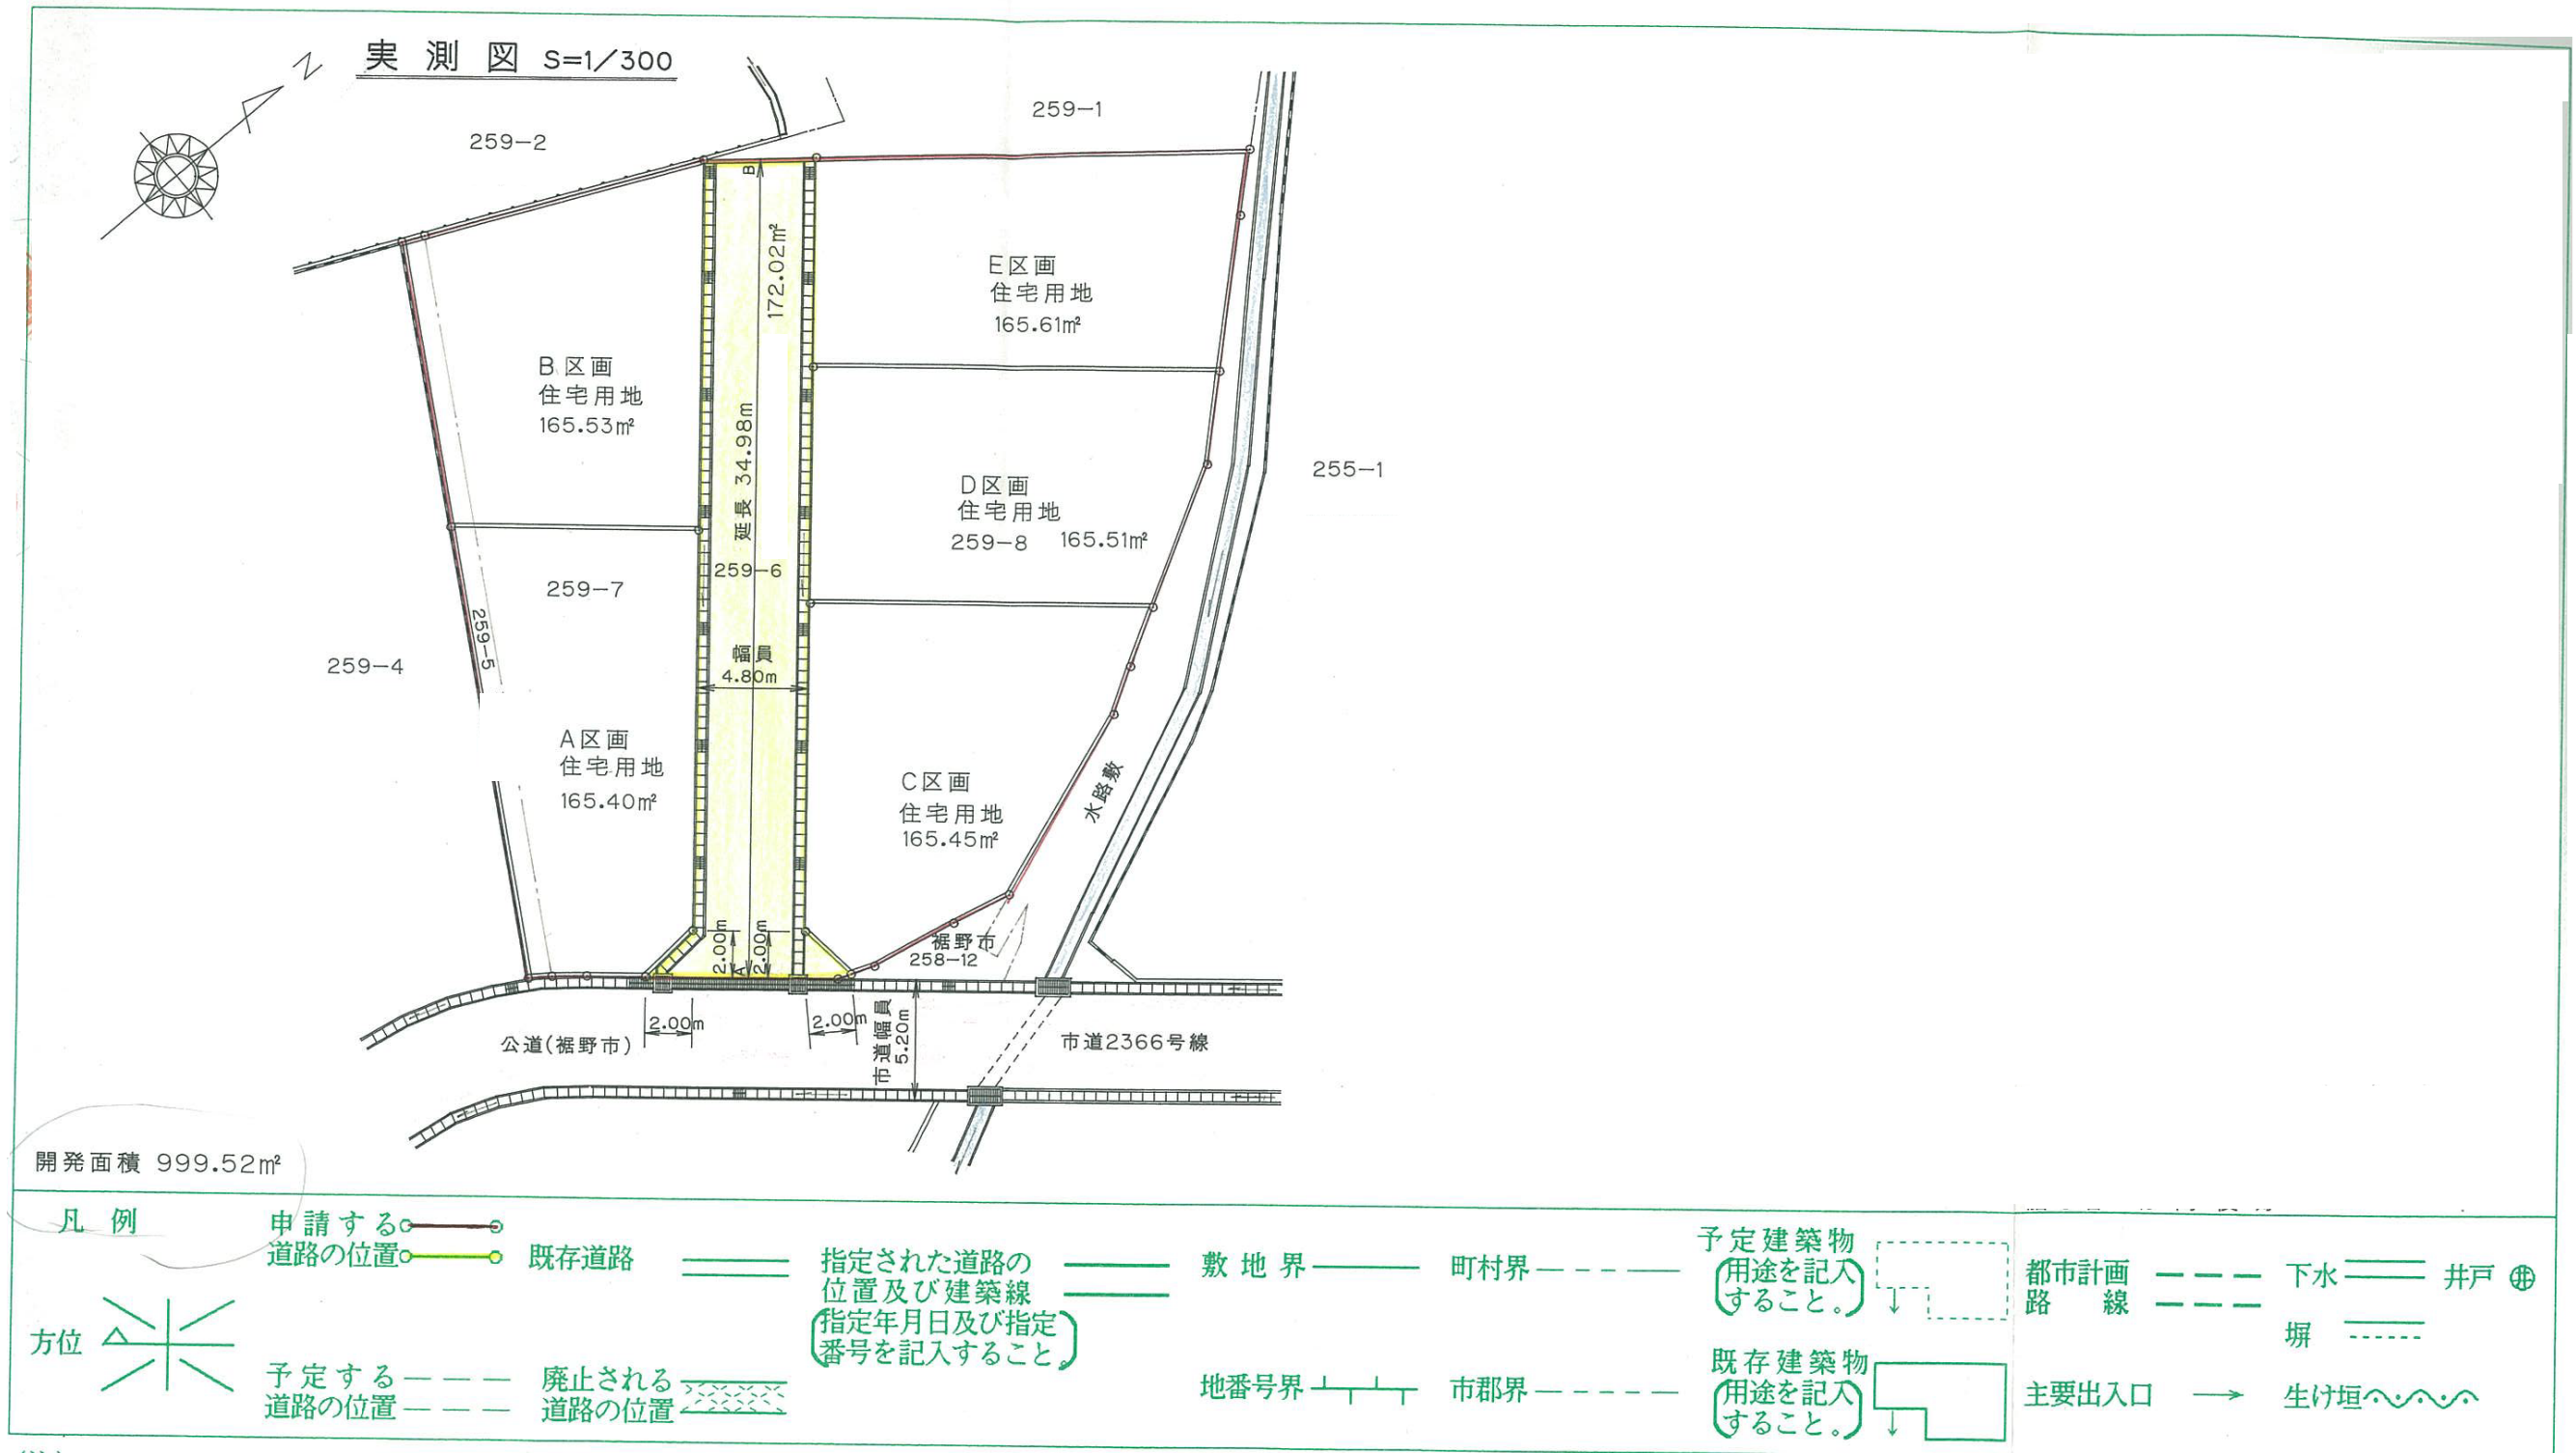 実測図 S=1/300
N
259-2
259-1
B
172.02㎡
E区画
住宅用地
165.61㎡
B区画
住宅用地
165.53㎡
延長 34.98m
255-1
D区画
住宅用地
259-8 165.51㎡
259-6
259-7
259-5
259-4
幅員
4.80m
A区画
住宅用地
165.40㎡
C区画
住宅用地
165.45㎡
水路敷
2.00m
A
2.00m
裾野市
258-12
2.00m
2.00m
市道幅員
5.20m
公道(裾野市)
市道2366号線
開発面積 999.52㎡
凡例
申請する
道路の位置
既存道路
指定された道路の
位置及び建築線
(指定年月日及び指定
番号を記入すること。)
敷地界
町村界
予定建築物
(用途を記入
すること。)
都市計画
路線
下水
井戸 井
塀
方位
予定する
道路の位置
廃止される
道路の位置
地番号界
市郡界
既存建築物
(用途を記入
すること。)
主要出入口
生け垣